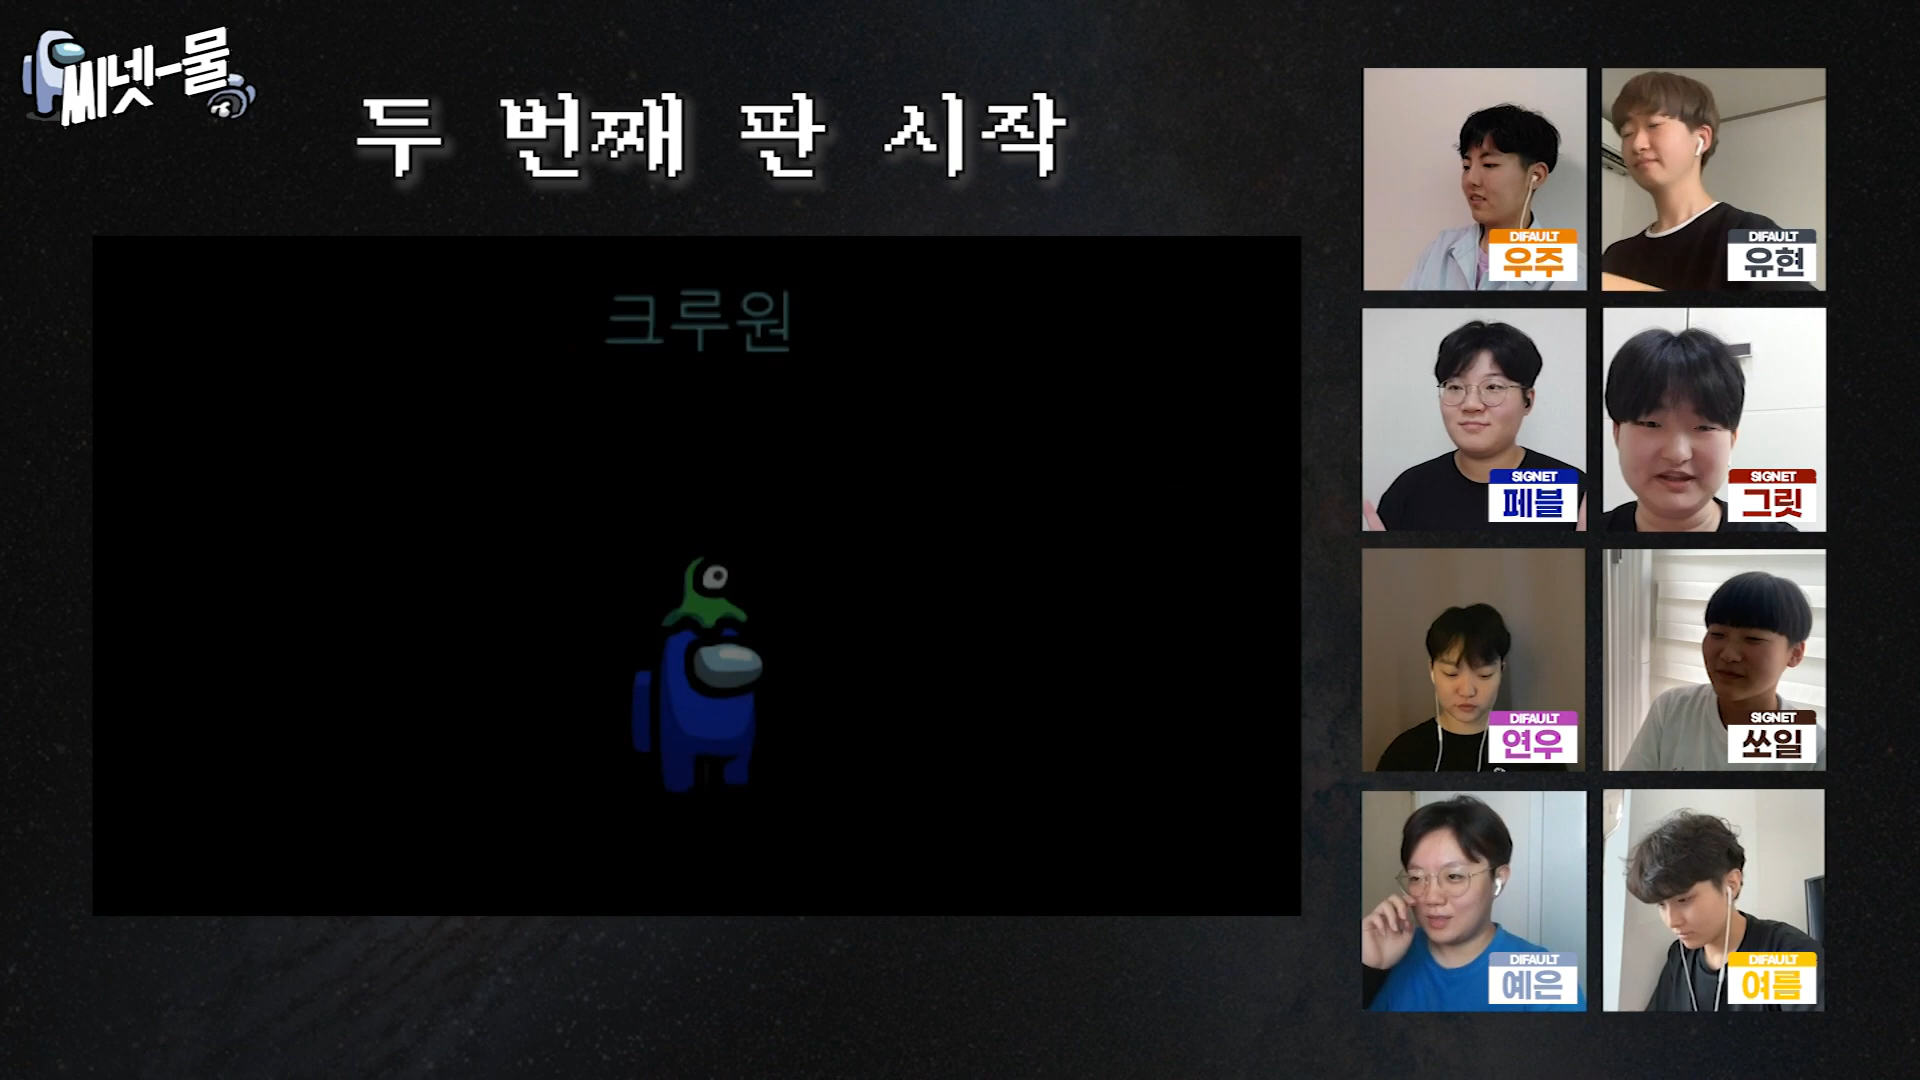 씨넷-물
두 번째 판 시작
크루원
DIFAULT
우주
DIFAULT
유현
SIGNET
페블
SIGNET
그릿
DIFAULT
연우
SIGNET
쏘일
DIFAULT
예은
DIFAULT
여름